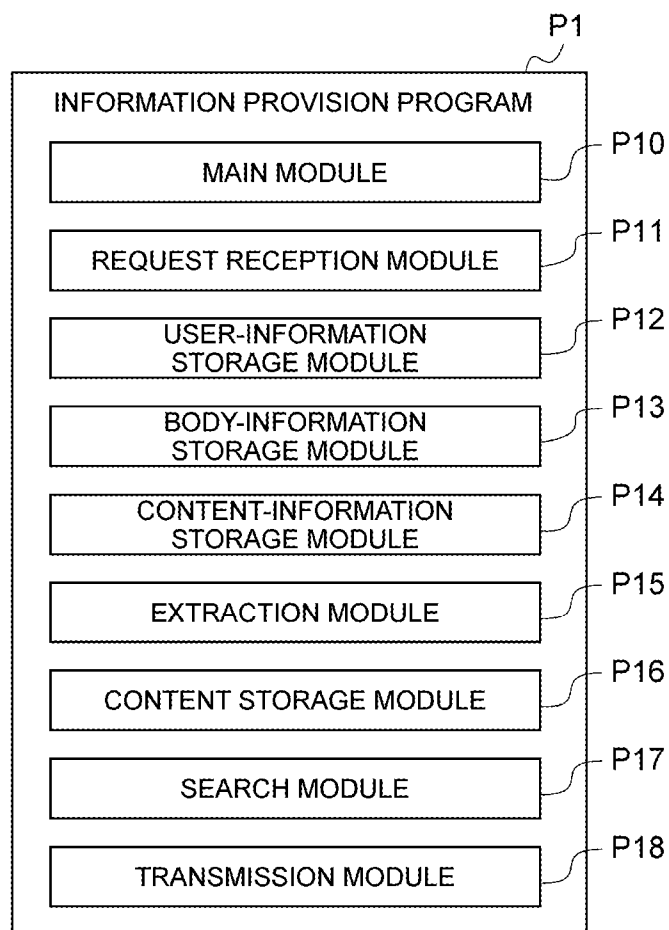 P1
INFORMATION PROVISION PROGRAM
MAIN MODULE
P10
REQUEST RECEPTION MODULE
P11
USER-INFORMATION
STORAGE MODULE
P12
BODY-INFORMATION
STORAGE MODULE
P13
CONTENT-INFORMATION
STORAGE MODULE
P14
EXTRACTION MODULE
P15
CONTENT STORAGE MODULE
P16
SEARCH MODULE
P17
TRANSMISSION MODULE
P18